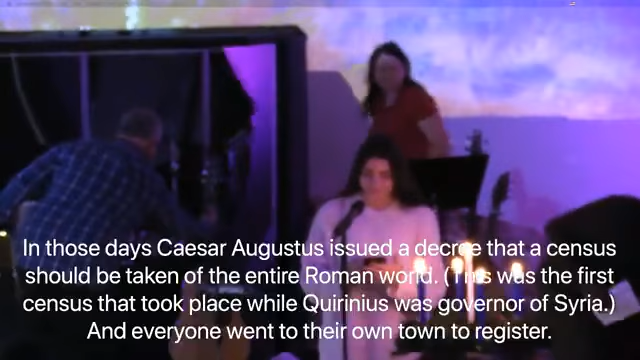 In those days Caesar Augustus issued a decree that a census
should be taken of the entire Roman world. (This was the first
census that took place while Quirinius was governor of Syria.)
And everyone went to their own town to register.